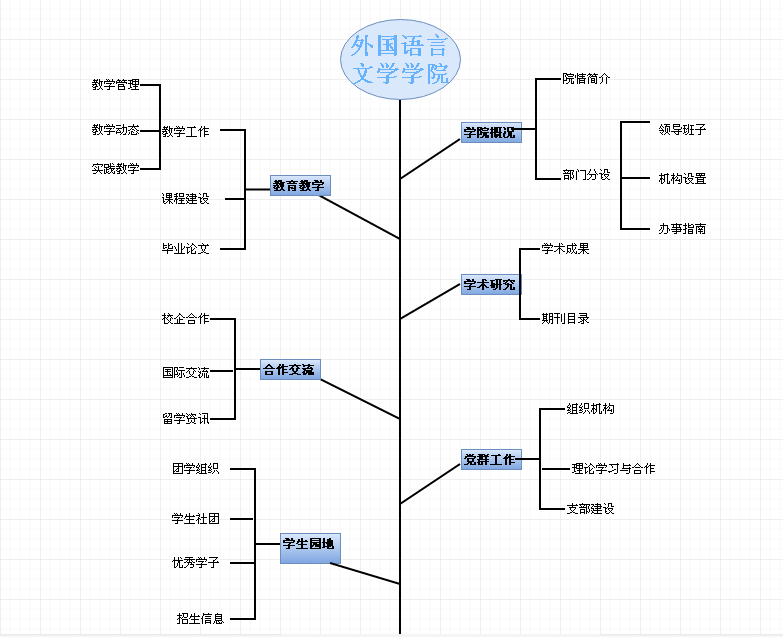 外国语言
文学学院
学院概况
院情简介
部门分设
领导班子
机构设置
办事指南
教育教学
教学工作
教学管理
教学动态
实践教学
课程建设
毕业论文
学术研究
学术成果
期刊目录
合作交流
校企合作
国际交流
留学资讯
党群工作
组织机构
理论学习与合作
支部建设
学生园地
团学组织
学生社团
优秀学子
招生信息